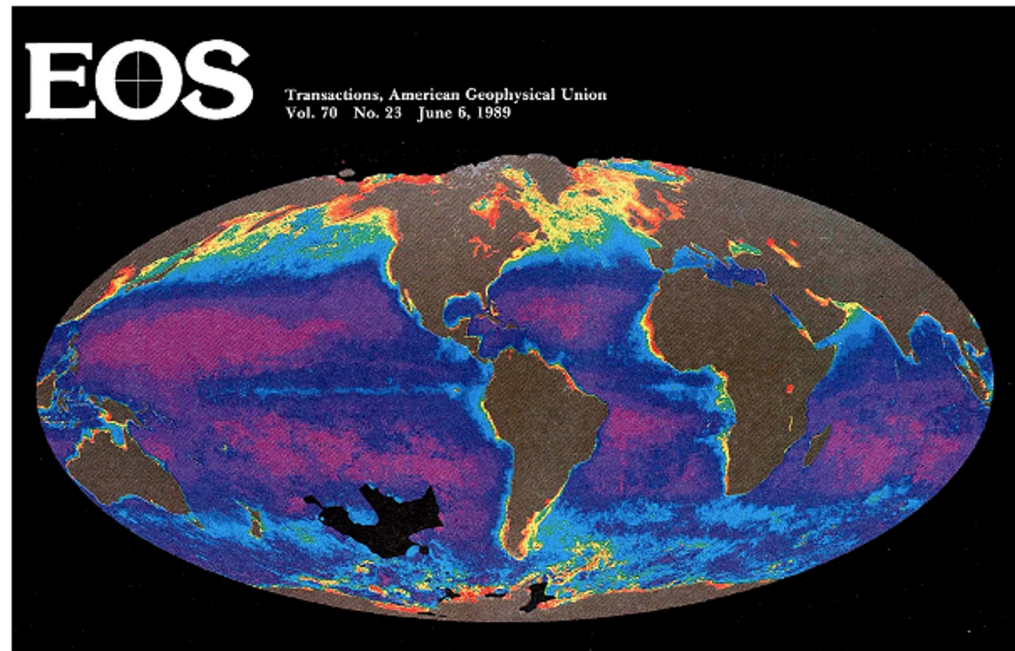 EOS
Transactions, American Geophysical Union
Vol. 70 No. 23 June 6, 1989